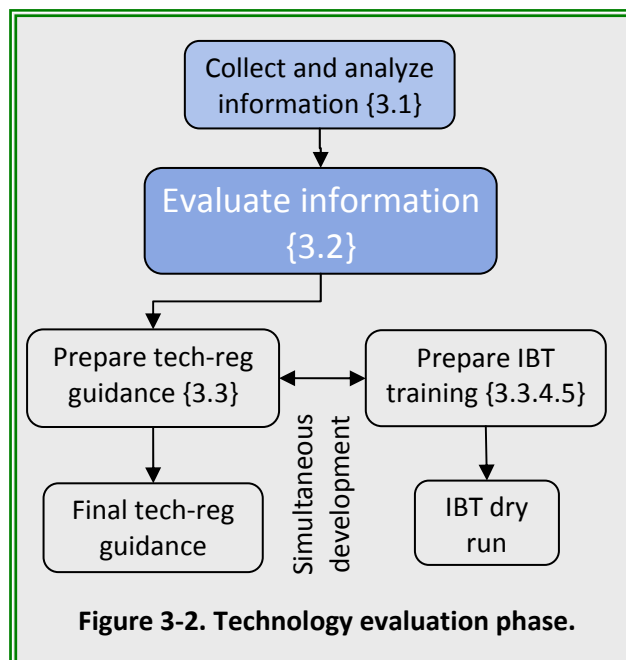 Collect and analyze
information {3.1}
Evaluate information
{3.2}
Prepare tech-reg
guidance {3.3}
Prepare IBT
training {3.3.4.5}
Simultaneous
development
Final tech-reg
guidance
IBT dry
run
Figure 3-2. Technology evaluation phase.